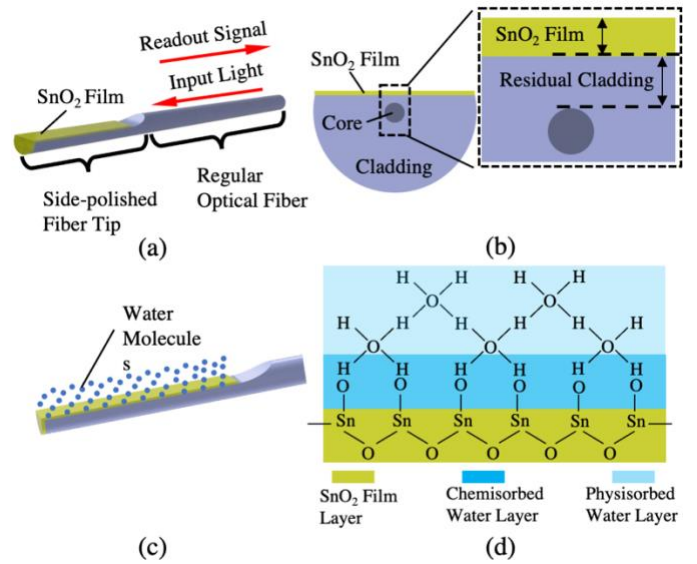 Readout Signal
Input Light
SnO2 Film
Side-polished
Fiber Tip
Regular
Optical Fiber
(a)
SnO2 Film
Core
Cladding
SnO2 Film
Residual Cladding
(b)
Water
Molecule
s
(c)
H H H H
O O
H H H H H H
O O O
H H H H H H
O O O O O O
Sn Sn Sn Sn Sn Sn
O O O O O
SnO2 Film
Layer
Chemisorbed
Water Layer
Physisorbed
Water Layer
(d)